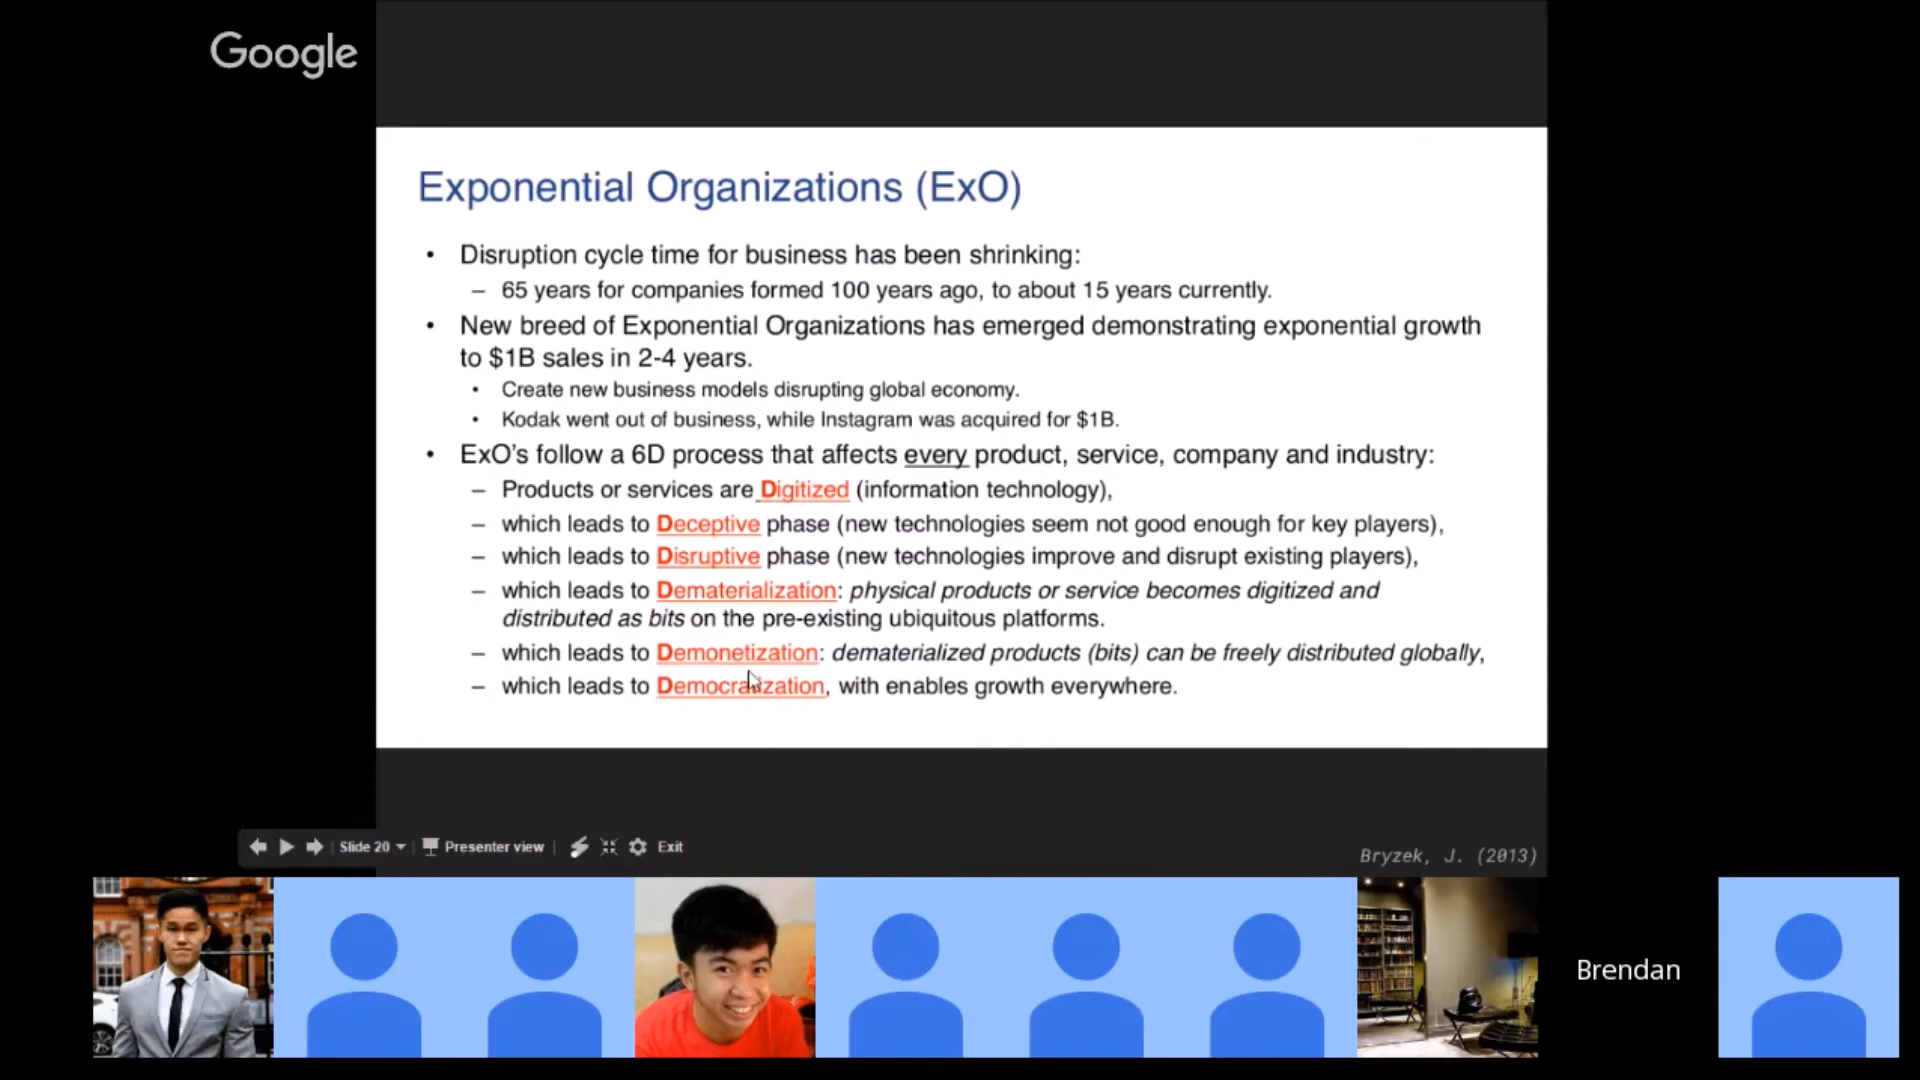 Google
Exponential Organizations (ExO)
• Disruption cycle time for business has been shrinking:
– 65 years for companies formed 100 years ago, to about 15 years currently.
• New breed of Exponential Organizations has emerged demonstrating exponential growth
to $1B sales in 2-4 years.
• Create new business models disrupting global economy.
• Kodak went out of business, while Instagram was acquired for $1B.
• ExO’s follow a 6D process that affects every product, service, company and industry:
– Products or services are Digitized (information technology),
– which leads to Deceptive phase (new technologies seem not good enough for key players),
– which leads to Disruptive phase (new technologies improve and disrupt existing players),
– which leads to Dematerialization: physical products or service becomes digitized and
distributed as bits on the pre-existing ubiquitous platforms.
– which leads to Demonetization: dematerialized products (bits) can be freely distributed globally,
– which leads to Democratization, with enables growth everywhere.
Slide 20 Presenter view Exit
Bryzek, J. (2013)
Brendan